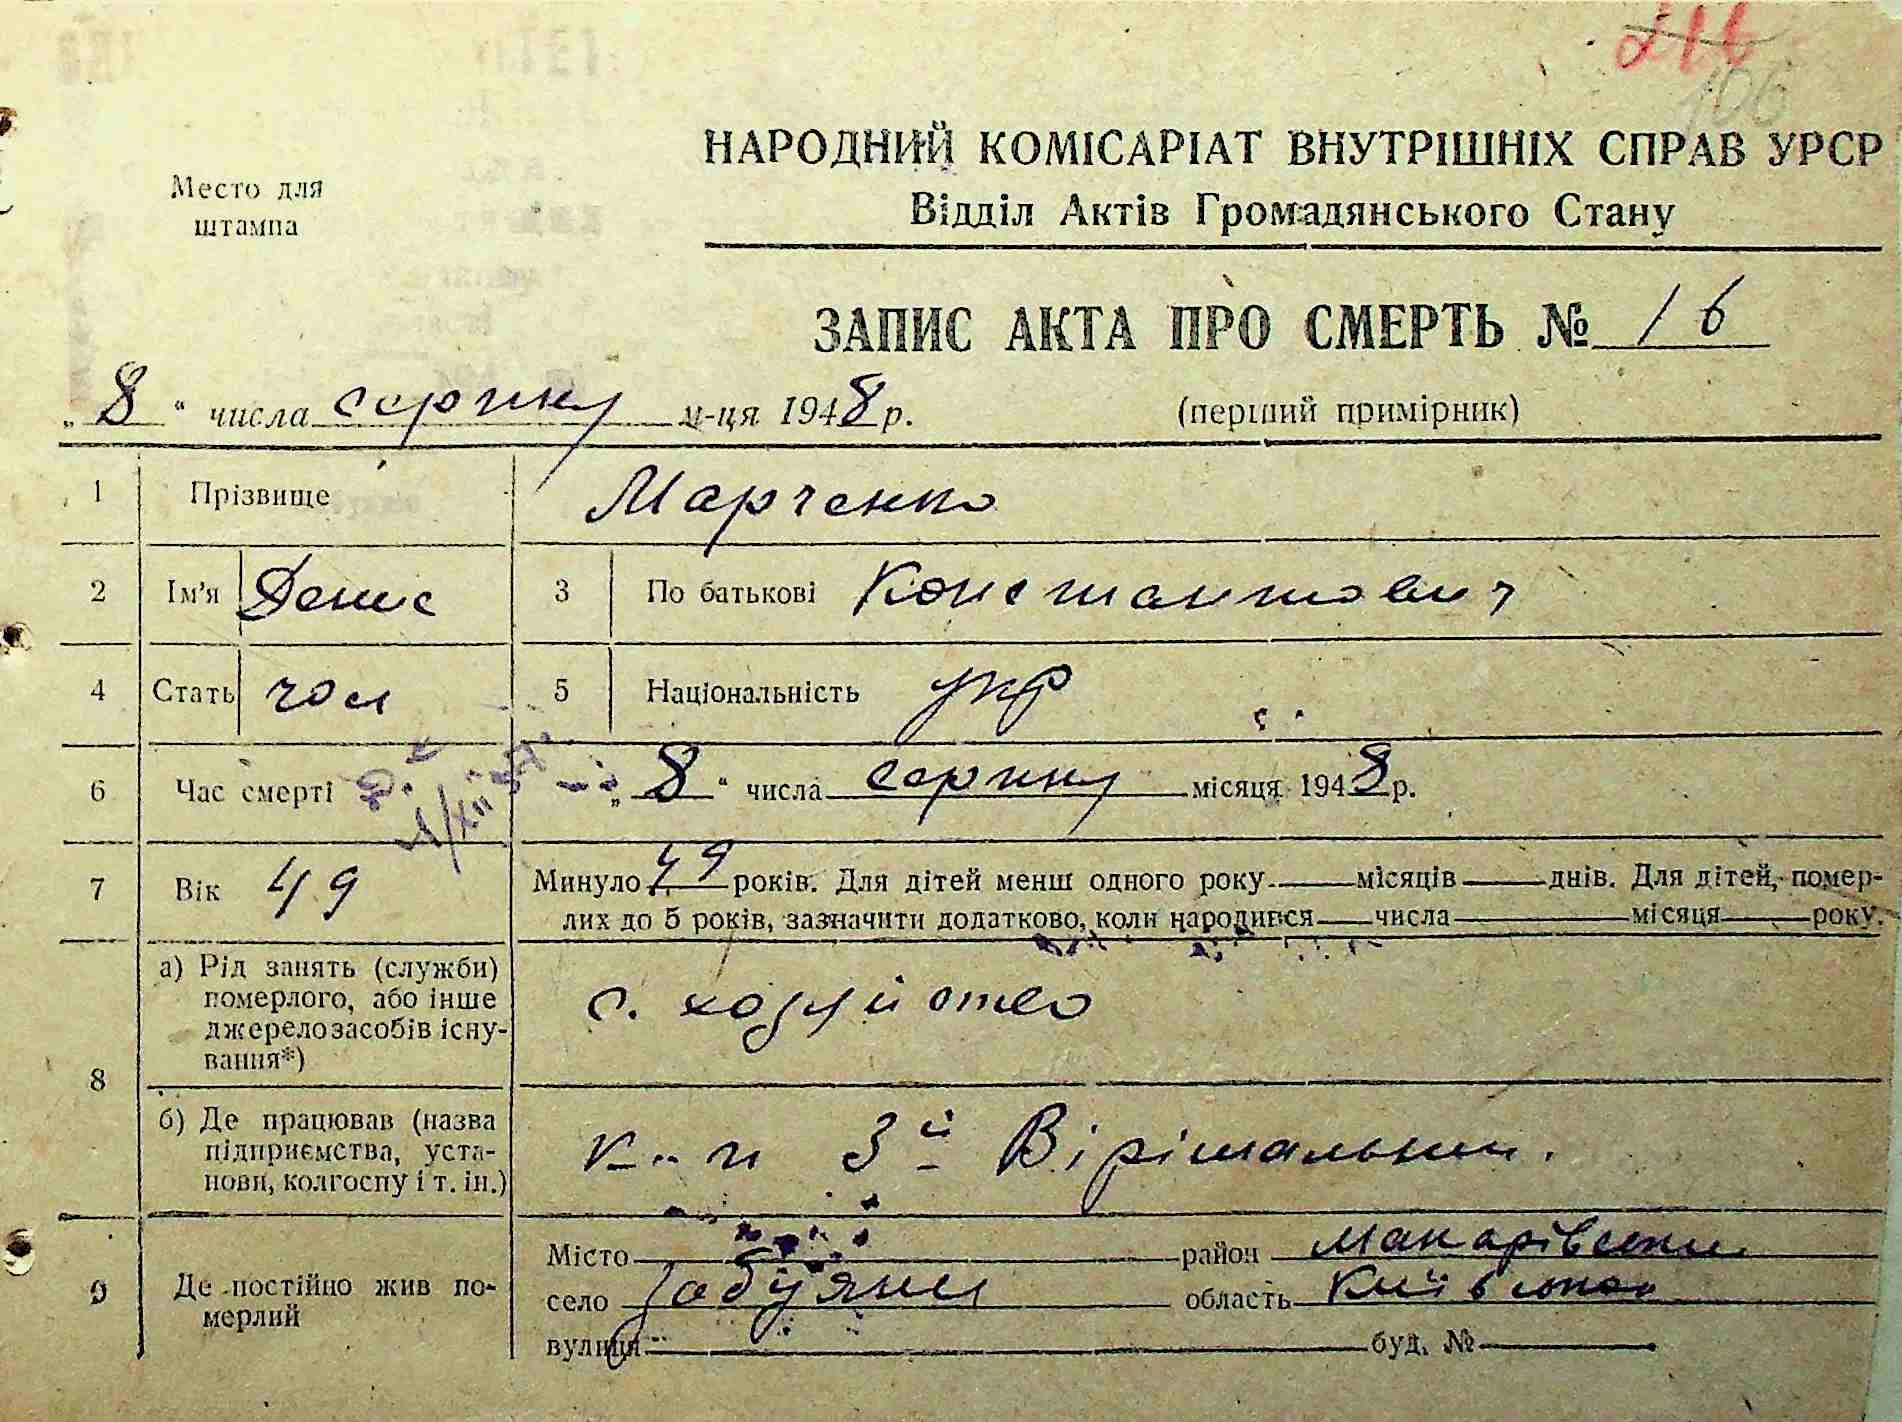 216
106
НАРОДНИЙ КОМІСАРІАТ ВНУТРІШНІХ СПРАВ УРСР
Место для
штампа
Відділ Актів Громадянського Стану
ЗАПИС АКТА ПРО СМЕРТЬ № 16
„8“ числа серпня м-ця 1948 р.
(перший примірник)
1 Прізвище Марченко
2 Ім'я Денис 3 По батькові Константинович
4 Стать чол 5 Національність укр
6 Час смерті „8“ числа серпня місяця 1948 р.
7 Вік 49 Минуло 49 років. Для дітей менш одного року місяців днів. Для дітей, помер-
лих до 5 років, зазначити додатково, коли народився числа місяця року.
8 а) Рід занять (служби)
померлого, або інше
джерело засобів існу-
вання*)
с. хозяйство
б) Де працював (назва
підприємства, уста-
нови, колгоспу і т. ін.)
к-п 3й Вірішальний.
9 Де постійно жив по-
мерлий
Місто район Макарівський
село Забуяння область Київська
вулиця буд. №